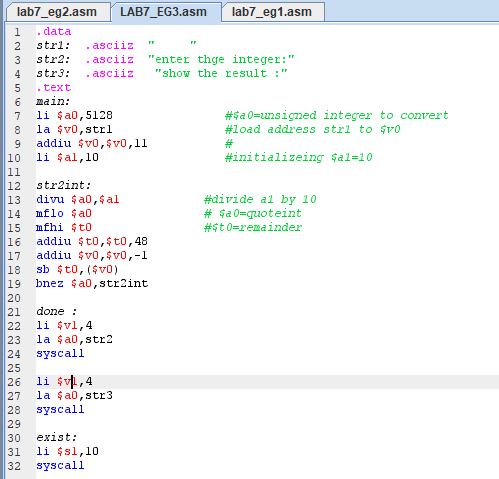 lab7_eg2.asm LAB7_EG3.asm lab7_eg1.asm
1 .data
2 str1: .asciiz "      "
3 str2: .asciiz "enter thge integer:"
4 str3: .asciiz "show the result :"
5 .text
6 main:
7 li $a0,5128 #$a0=unsigned integer to convert
8 la $v0,str1 #load address str1 to $v0
9 addiu $v0,$v0,11 #
10 li $a1,10 #initializeing $a1=10
11
12 str2int:
13 divu $a0,$a1 #divide a1 by 10
14 mflo $a0 # $a0=quoteint
15 mfhi $t0 #$t0=remainder
16 addiu $t0,$t0,48
17 addiu $v0,$v0,-1
18 sb $t0,($v0)
19 bnez $a0,str2int
20
21 done :
22 li $v1,4
23 la $a0,str2
24 syscall
25
26 li $v1,4
27 la $a0,str3
28 syscall
29
30 exist:
31 li $s1,10
32 syscall